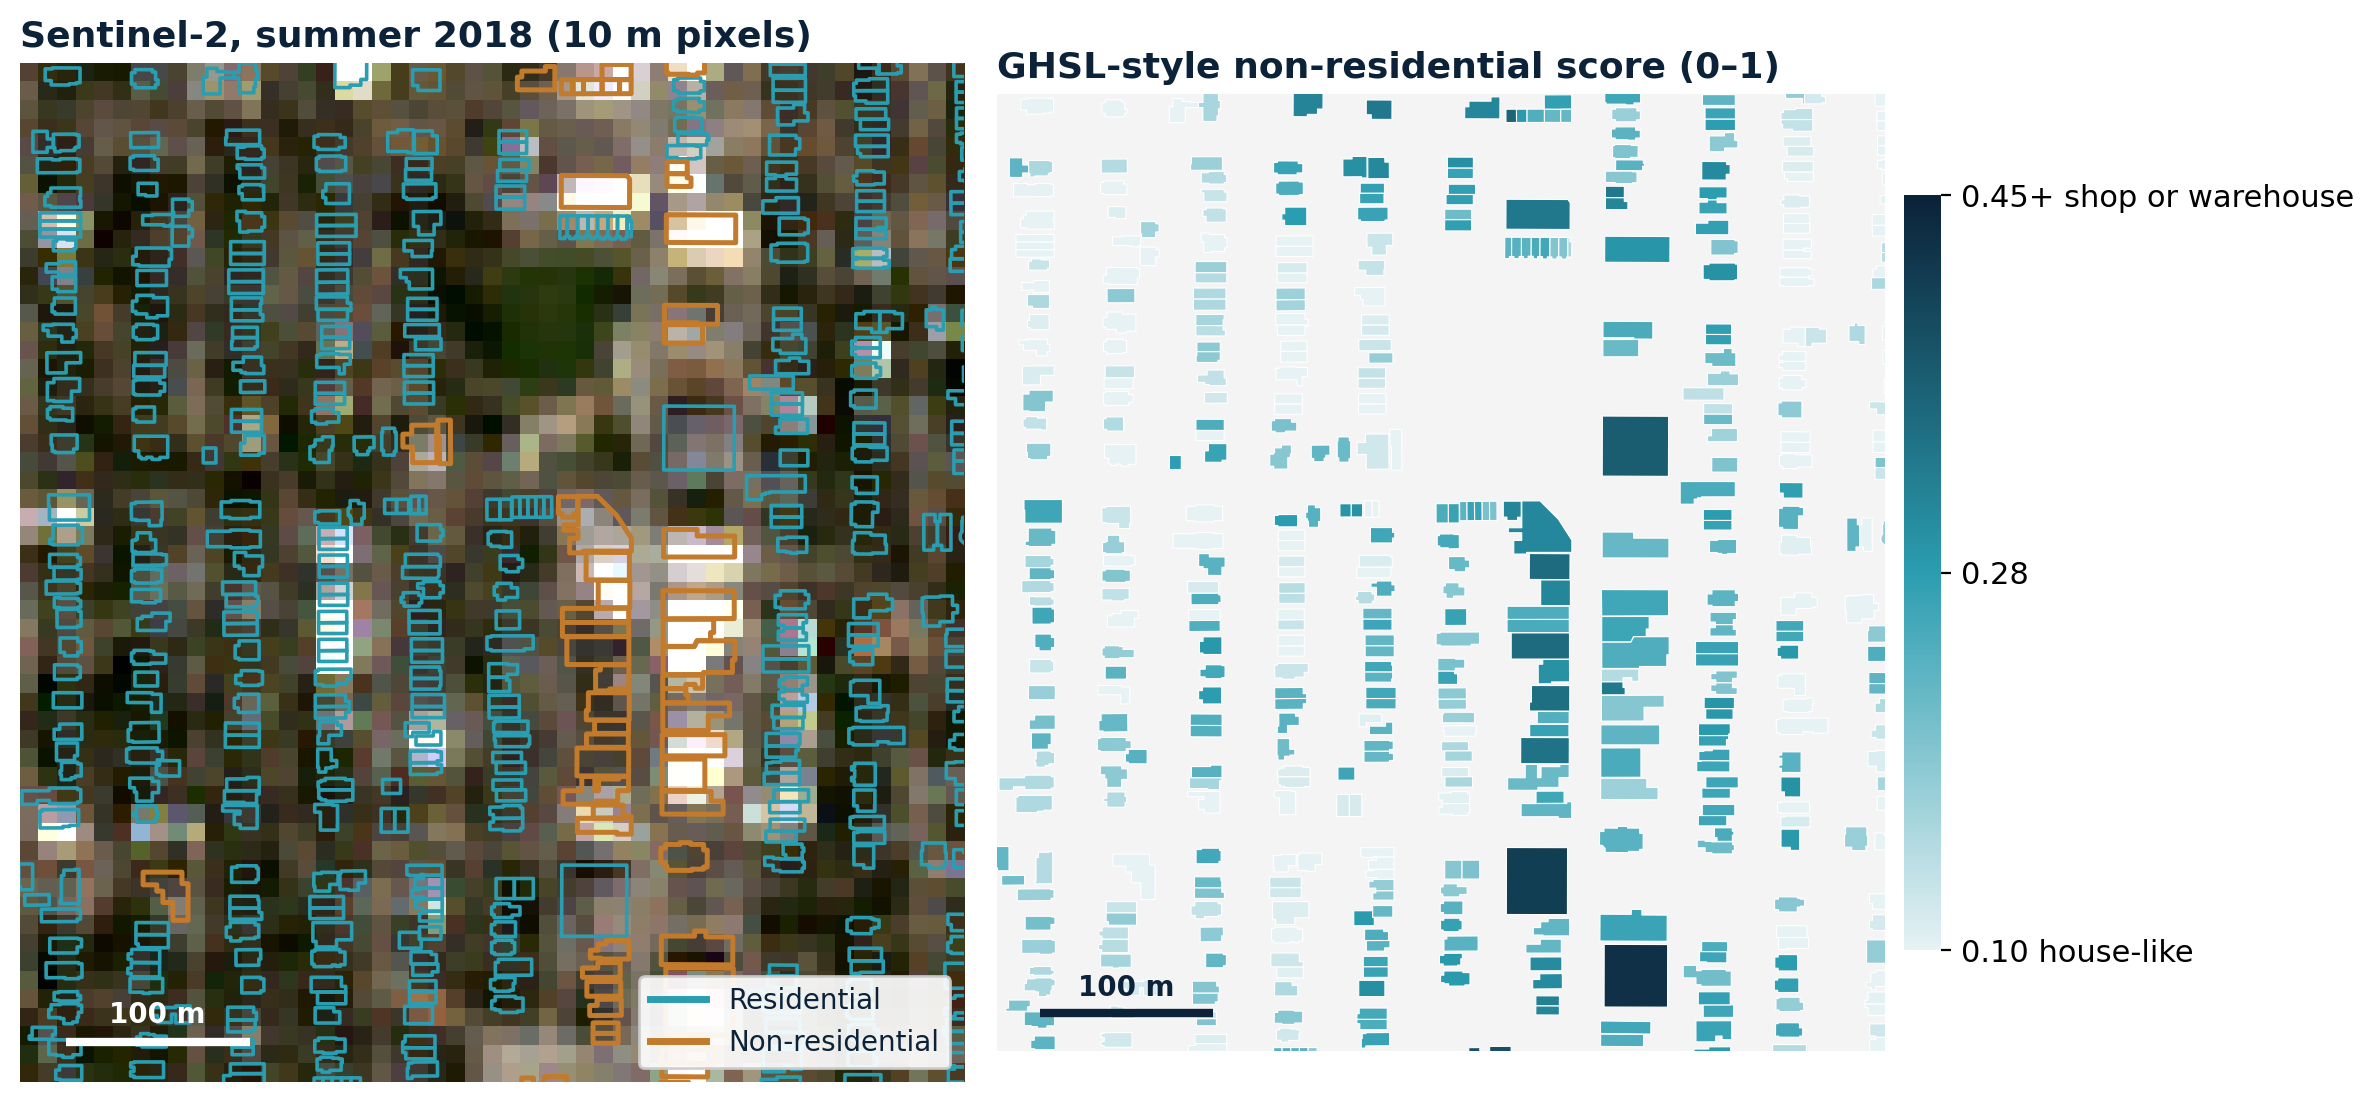 Sentinel-2, summer 2018 (10 m pixels)
100 m
Residential
Non-residential
GHSL-style non-residential score (0–1)
100 m
0.45+ shop or warehouse
0.28
0.10 house-like